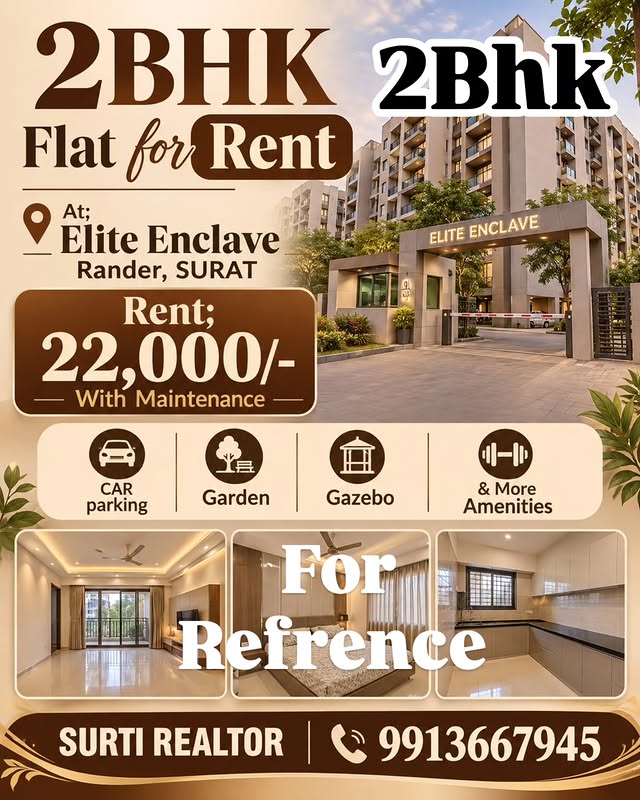 2BHK
2Bhk
Flat for Rent
At;
Elite Enclave
Rander, SURAT
ELITE ENCLAVE
Rent;
22,000/-
With Maintenance
CAR
parking
Garden
Gazebo
& More
Amenities
For
Refrence
SURTI REALTOR
9913667945